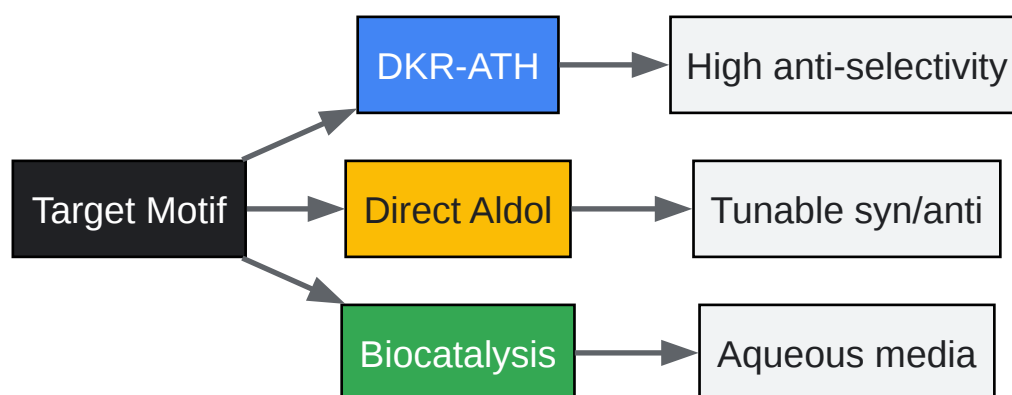 DKR-ATH
High anti-selectivity
Target Motif
Direct Aldol
Tunable syn/anti
Biocatalysis
Aqueous media